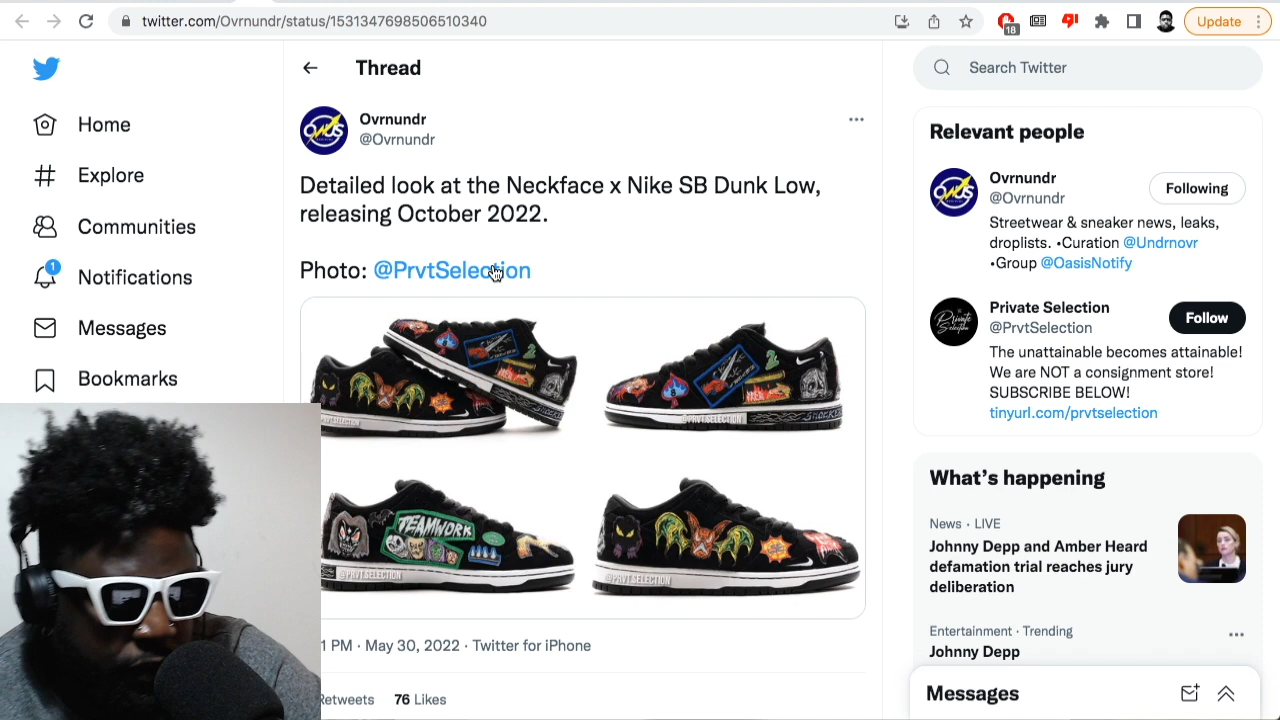 twitter.com/Ovrnundr/status/1531347698506510340
18
Update
Home
Explore
Communities
1
Notifications
Messages
Bookmarks
Thread
Ovrnundr
@Ovrnundr
Detailed look at the Neckface x Nike SB Dunk Low,
releasing October 2022.
Photo: @PrvtSelection
TEAMWORK
@PRVTSELECTION
1 PM · May 30, 2022 · Twitter for iPhone
Retweets 76 Likes
Search Twitter
Relevant people
Ovrnundr
@Ovrnundr
Following
Streetwear & sneaker news, leaks,
droplists. •Curation @Undrnovr
•Group @OasisNotify
Private Selection
@PrvtSelection
Follow
The unattainable becomes attainable!
We are NOT a consignment store!
SUBSCRIBE BELOW!
tinyurl.com/prvtselection
What's happening
News · LIVE
Johnny Depp and Amber Heard
defamation trial reaches jury
deliberation
Entertainment · Trending
Johnny Depp
Messages